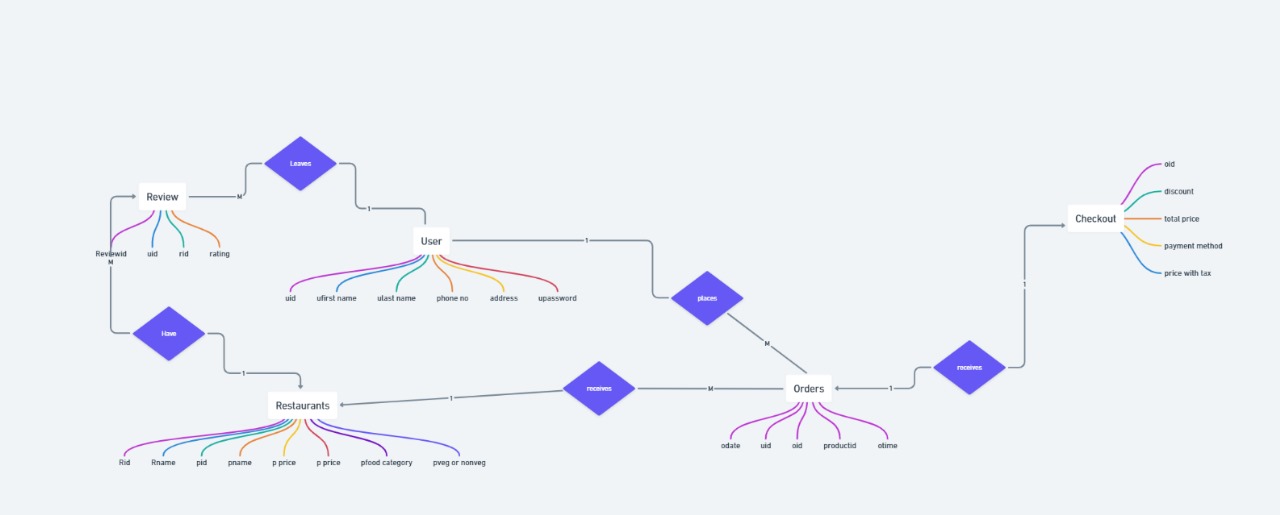 Leaves
Review
M
1
Reviewid
uid
rid
rating
M
User
1
uid
ufirst name
ulast name
phone no
address
upassword
places
M
Have
1
Restaurants
1
receives
M
Orders
1
receives
1
Rid
Rname
pid
pname
p price
p price
pfood category
pveg or nonveg
odate
uid
oid
productid
otime
Checkout
oid
discount
total price
payment method
price with tax